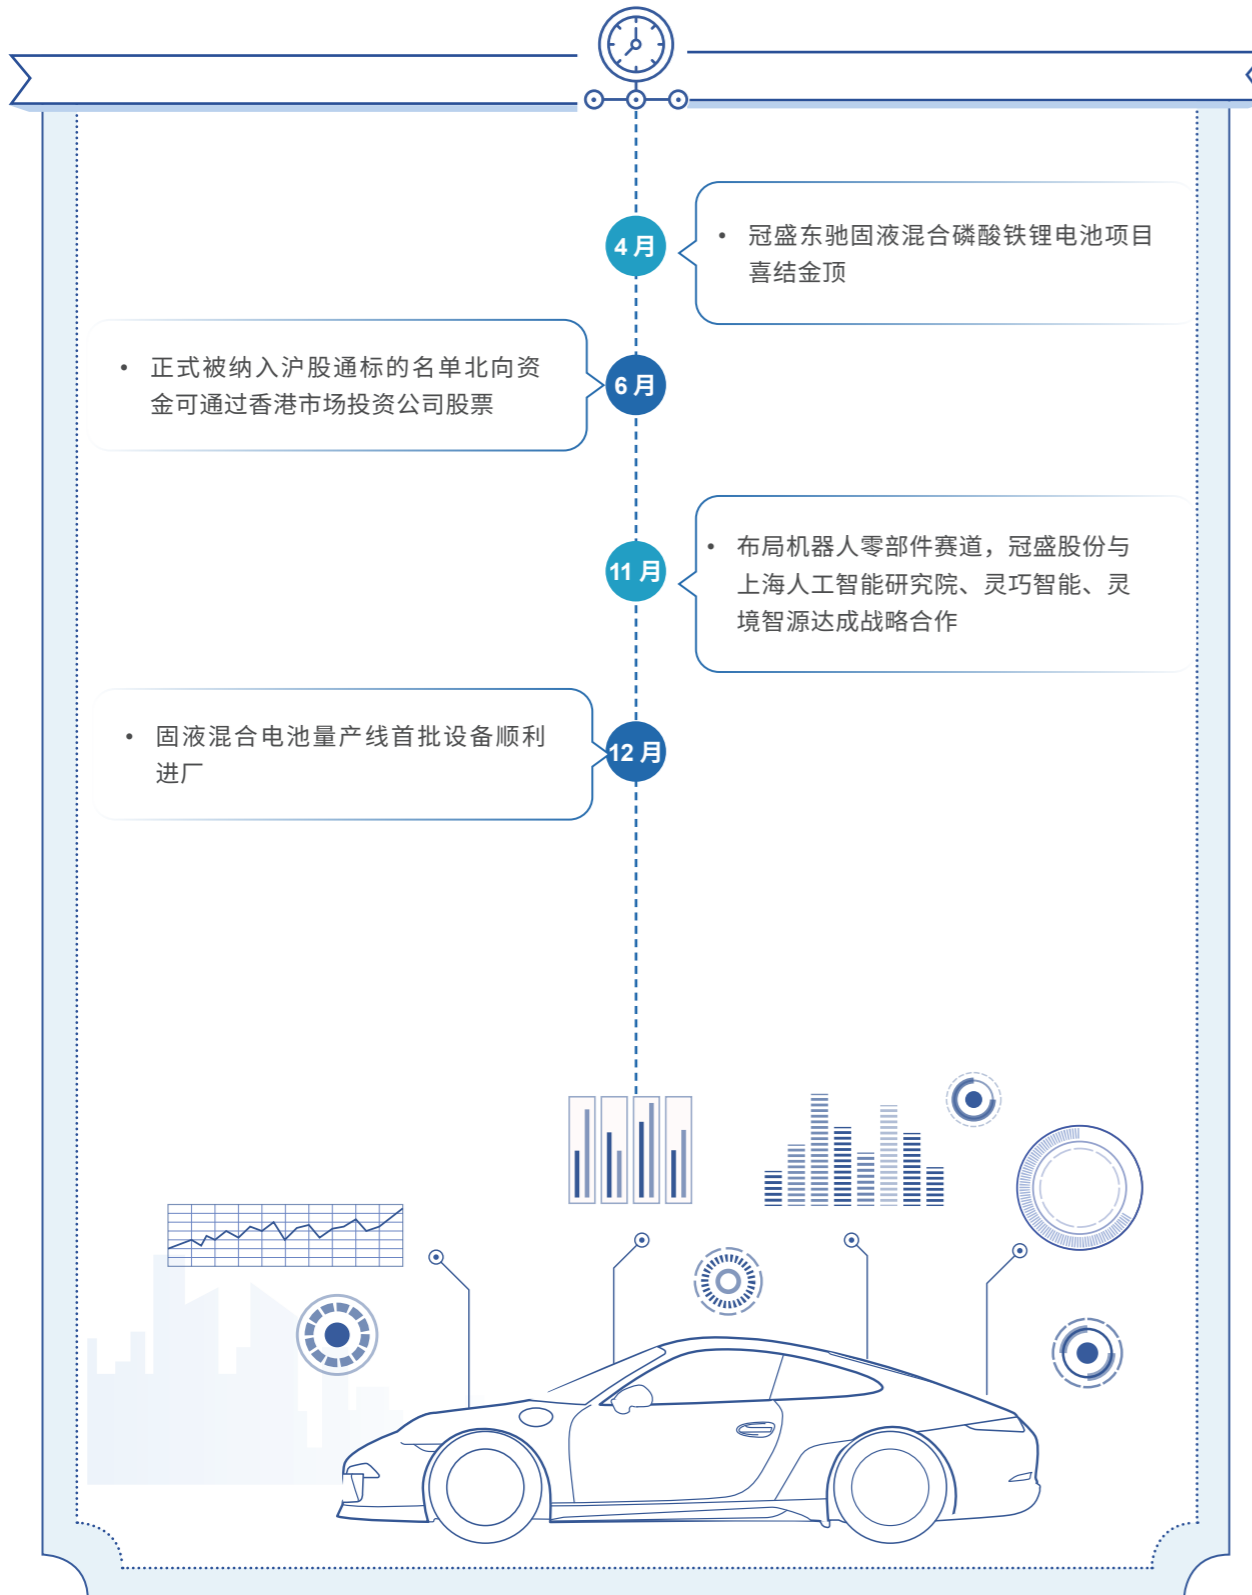 4 月
• 冠盛东驰固液混合磷酸铁锂电池项目
喜结金顶
6 月
• 正式被纳入沪股通标的名单北向资
金可通过香港市场投资公司股票
11 月
• 布局机器人零部件赛道，冠盛股份与
上海人工智能研究院、灵巧智能、灵
境智源达成战略合作
12 月
• 固液混合电池量产线首批设备顺利
进厂